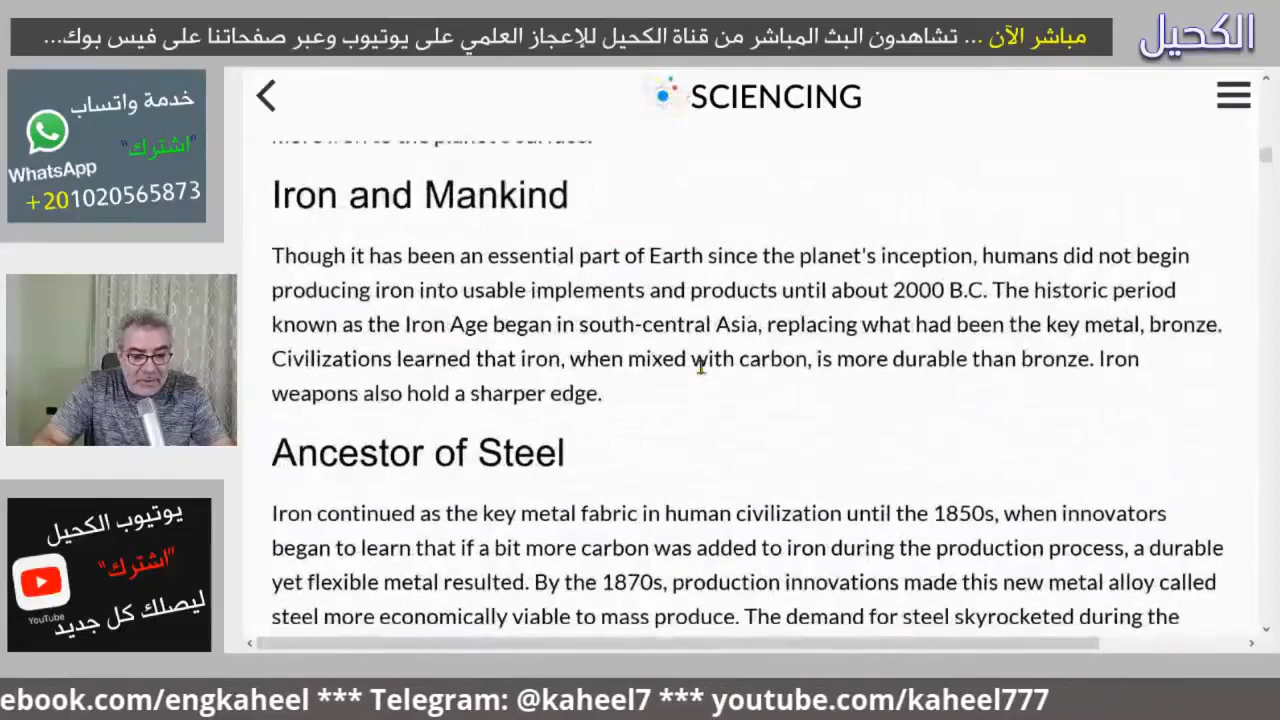 مباشر الآن ... تشاهدون البث المباشر من قناة الكحيل للإعجاز العلمي على يوتيوب وعبر صفحاتنا على فيس بوك...
الكحيل
خدمة واتساب
"اشترك"
WhatsApp
+201020565873
SCIENCING
Iron and Mankind
Though it has been an essential part of Earth since the planet's inception, humans did not begin
producing iron into usable implements and products until about 2000 B.C. The historic period
known as the Iron Age began in south-central Asia, replacing what had been the key metal, bronze.
Civilizations learned that iron, when mixed with carbon, is more durable than bronze. Iron
weapons also hold a sharper edge.
Ancestor of Steel
Iron continued as the key metal fabric in human civilization until the 1850s, when innovators
began to learn that if a bit more carbon was added to iron during the production process, a durable
yet flexible metal resulted. By the 1870s, production innovations made this new metal alloy called
steel more economically viable to mass produce. The demand for steel skyrocketed during the
يوتيوب الكحيل
"اشترك"
YouTube
ليصلك كل جديد
ebook.com/engkaheel *** Telegram: @kaheel7 *** youtube.com/kaheel777